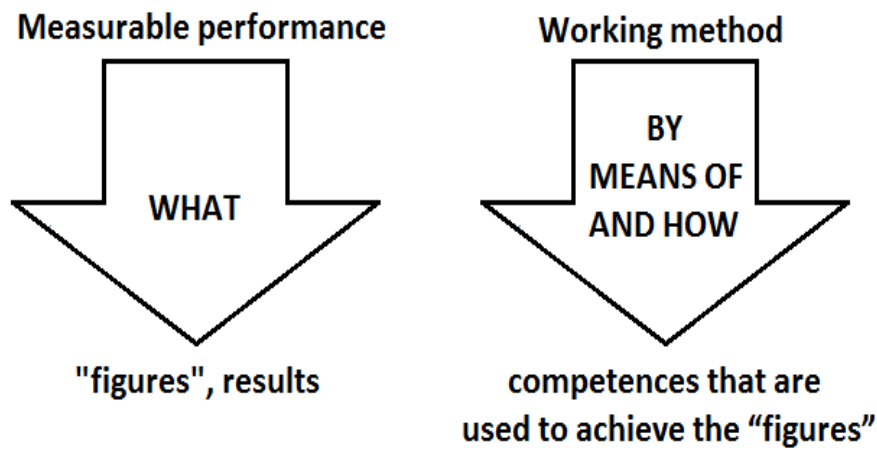 Measurable performance
WHAT
"figures", results
Working method
BY
MEANS OF
AND HOW
competences that are
used to achieve the “figures”